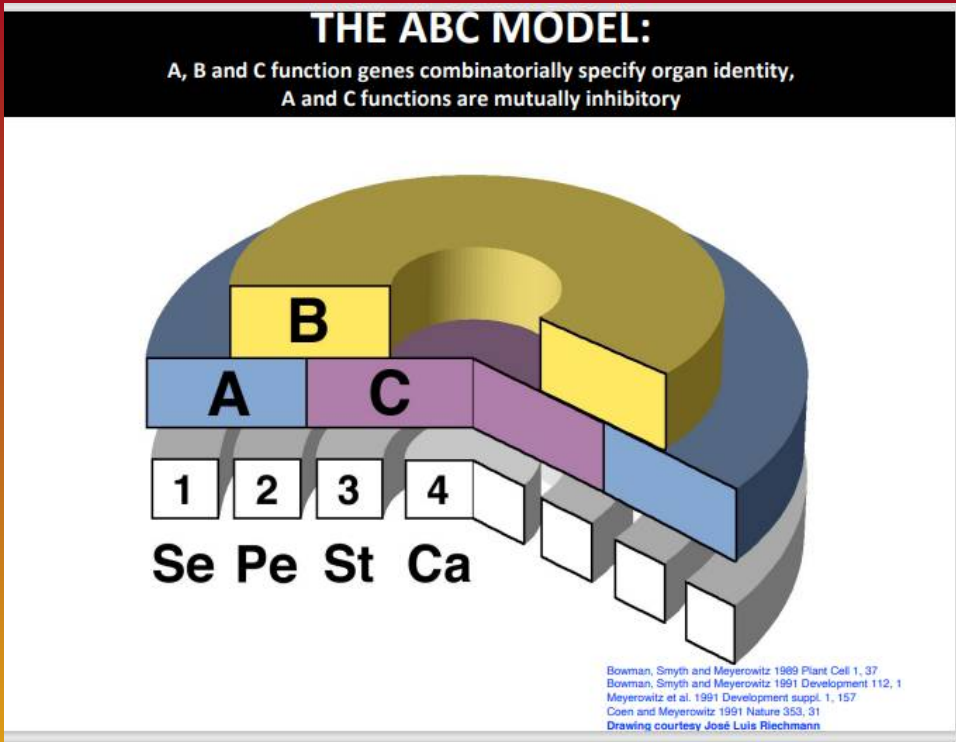 THE ABC MODEL:
A, B and C function genes combinatorially specify organ identity,
A and C functions are mutually inhibitory
B
A C
1 2 3 4
Se Pe St Ca
Bowman, Smyth and Meyerowitz 1989 Plant Cell 1, 37
Bowman, Smyth and Meyerowitz 1991 Development 112, 1
Meyerowitz et al. 1991 Development suppl. 1, 157
Coen and Meyerowitz 1991 Nature 353, 31
Drawing courtesy José Luis Riechmann